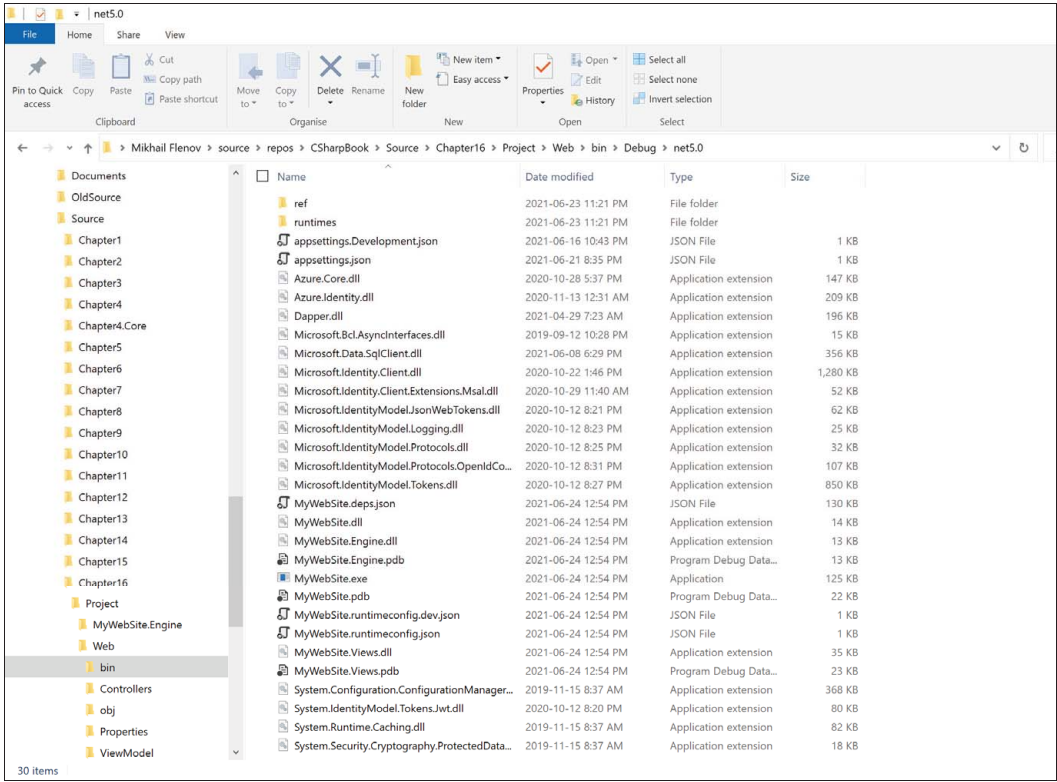 net5.0
File Home Share View
Pin to Quick access
Copy
Paste
Cut
Copy path
Paste shortcut
Clipboard
Move to
Copy to
Delete
Rename
Organise
New folder
New item
Easy access
New
Properties
Open
Edit
History
Open
Select all
Select none
Invert selection
Select
> Mikhail Flenov > source > repos > CSharpBook > Source > Chapter16 > Project > Web > bin > Debug > net5.0
Documents
OldSource
Source
Chapter1
Chapter2
Chapter3
Chapter4
Chapter4.Core
Chapter5
Chapter6
Chapter7
Chapter8
Chapter9
Chapter10
Chapter11
Chapter12
Chapter13
Chapter14
Chapter15
Chapter16
Project
MyWebSite.Engine
Web
bin
Controllers
obj
Properties
ViewModel
Name Date modified Type Size
ref 2021-06-23 11:21 PM File folder
runtimes 2021-06-23 11:21 PM File folder
appsettings.Development.json 2021-06-16 10:43 PM JSON File 1 KB
appsettings.json 2021-06-21 8:35 PM JSON File 1 KB
Azure.Core.dll 2020-10-28 5:37 PM Application extension 147 KB
Azure.Identity.dll 2020-11-13 12:31 AM Application extension 209 KB
Dapper.dll 2021-04-29 7:23 AM Application extension 196 KB
Microsoft.Bcl.AsyncInterfaces.dll 2019-09-12 10:28 PM Application extension 15 KB
Microsoft.Data.SqlClient.dll 2021-06-08 6:29 PM Application extension 356 KB
Microsoft.Identity.Client.dll 2020-10-22 1:46 PM Application extension 1,280 KB
Microsoft.Identity.Client.Extensions.Msal.dll 2020-10-29 11:40 AM Application extension 52 KB
Microsoft.IdentityModel.JsonWebTokens.dll 2020-10-12 8:21 PM Application extension 62 KB
Microsoft.IdentityModel.Logging.dll 2020-10-12 8:23 PM Application extension 25 KB
Microsoft.IdentityModel.Protocols.dll 2020-10-12 8:25 PM Application extension 32 KB
Microsoft.IdentityModel.Protocols.OpenIdCo... 2020-10-12 8:31 PM Application extension 107 KB
Microsoft.IdentityModel.Tokens.dll 2020-10-12 8:27 PM Application extension 850 KB
MyWebSite.deps.json 2021-06-24 12:54 PM JSON File 130 KB
MyWebSite.dll 2021-06-24 12:54 PM Application extension 14 KB
MyWebSite.Engine.dll 2021-06-24 12:54 PM Application extension 13 KB
MyWebSite.Engine.pdb 2021-06-24 12:54 PM Program Debug Data... 13 KB
MyWebSite.exe 2021-06-24 12:54 PM Application 125 KB
MyWebSite.pdb 2021-06-24 12:54 PM Program Debug Data... 22 KB
MyWebSite.runtimeconfig.dev.json 2021-06-24 12:54 PM JSON File 1 KB
MyWebSite.runtimeconfig.json 2021-06-24 12:54 PM JSON File 1 KB
MyWebSite.Views.dll 2021-06-24 12:54 PM Application extension 35 KB
MyWebSite.Views.pdb 2021-06-24 12:54 PM Program Debug Data... 23 KB
System.Configuration.ConfigurationManager... 2019-11-15 8:37 AM Application extension 368 KB
System.IdentityModel.Tokens.Jwt.dll 2020-10-12 8:20 PM Application extension 80 KB
System.Runtime.Caching.dll 2019-11-15 8:37 AM Application extension 82 KB
System.Security.Cryptography.ProtectedData... 2019-11-15 8:37 AM Application extension 18 KB
30 items